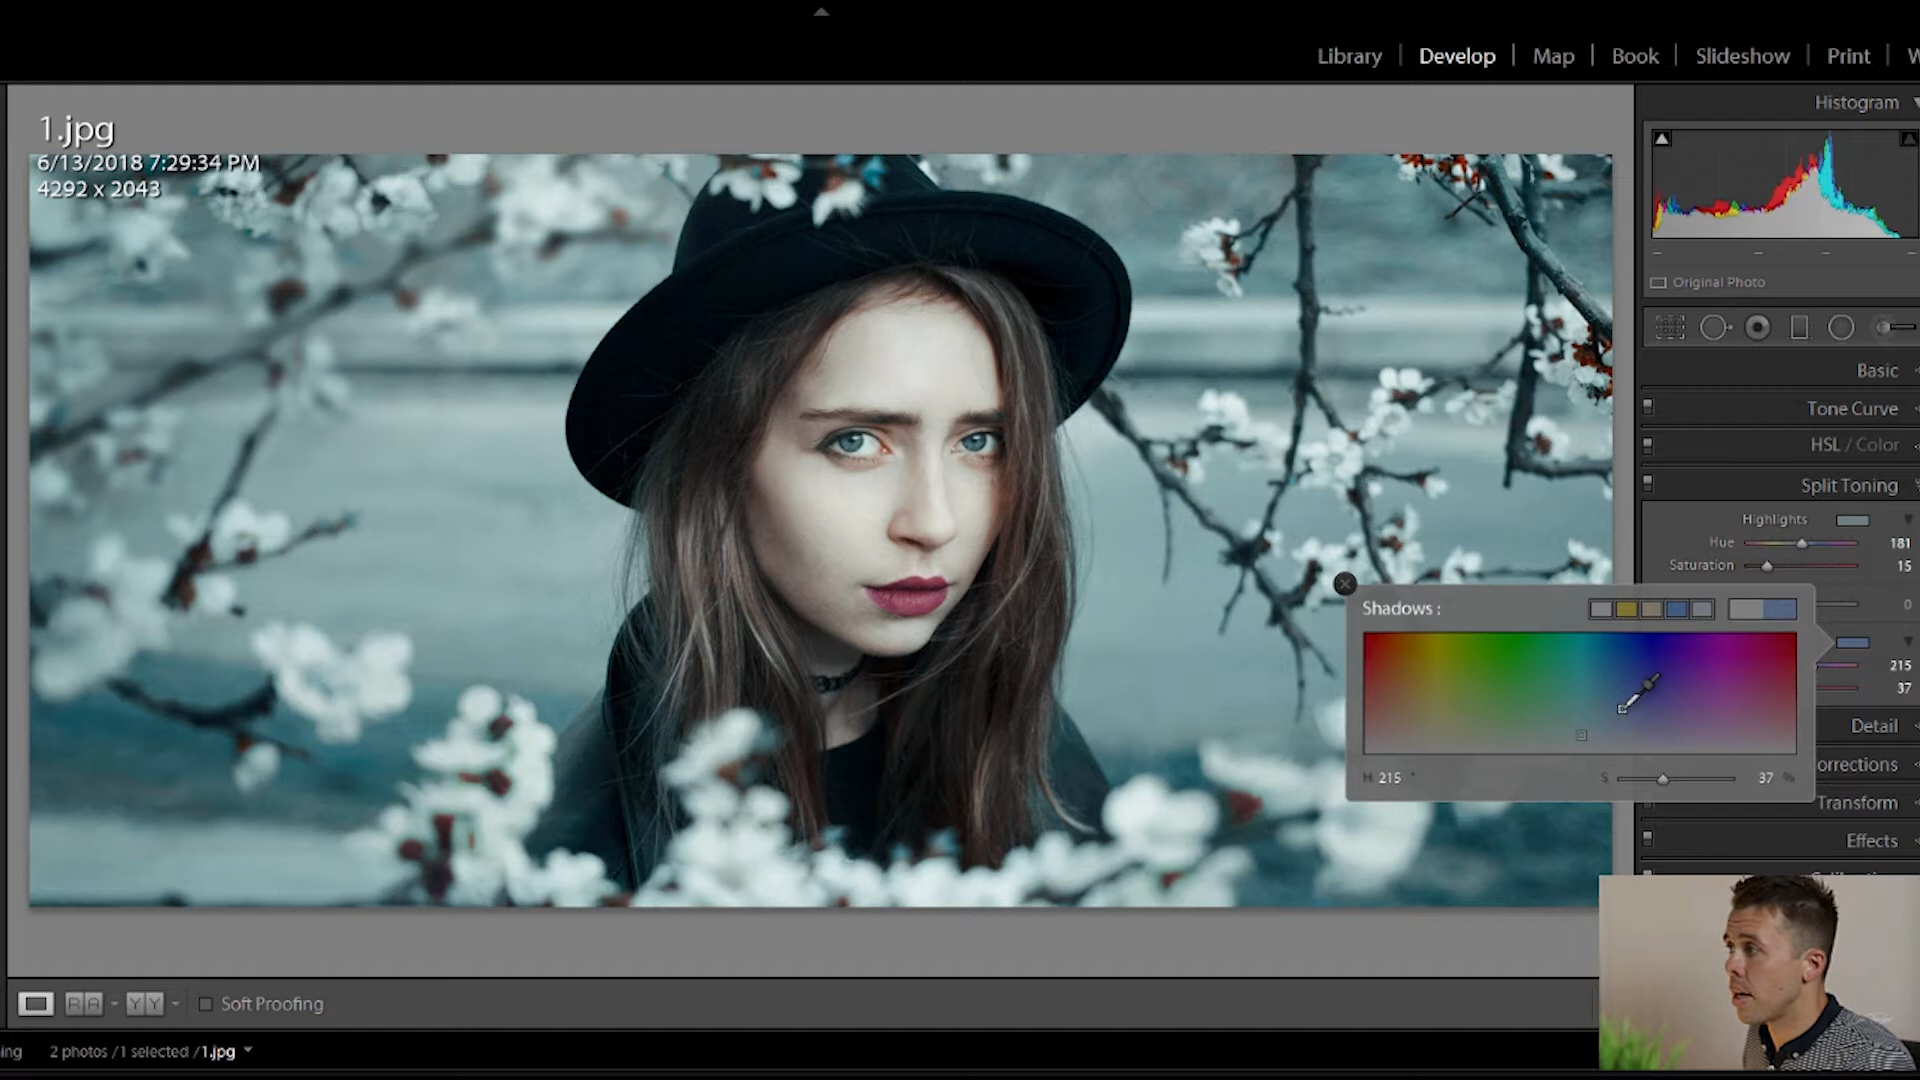 Library | Develop | Map | Book | Slideshow | Print | W
Histogram
1.jpg
6/13/2018 7:29:34 PM
4292 x 2043
Original Photo
Basic
Tone Curve
HSL / Color
Split Toning
Highlights
Hue 181
Saturation 15
0
Shadows :
215
37
H 215 °
S 37 %
Detail
orrections
Transform
Effects
R A Y Y Soft Proofing
ing 2 photos / 1 selected / 1.jpg